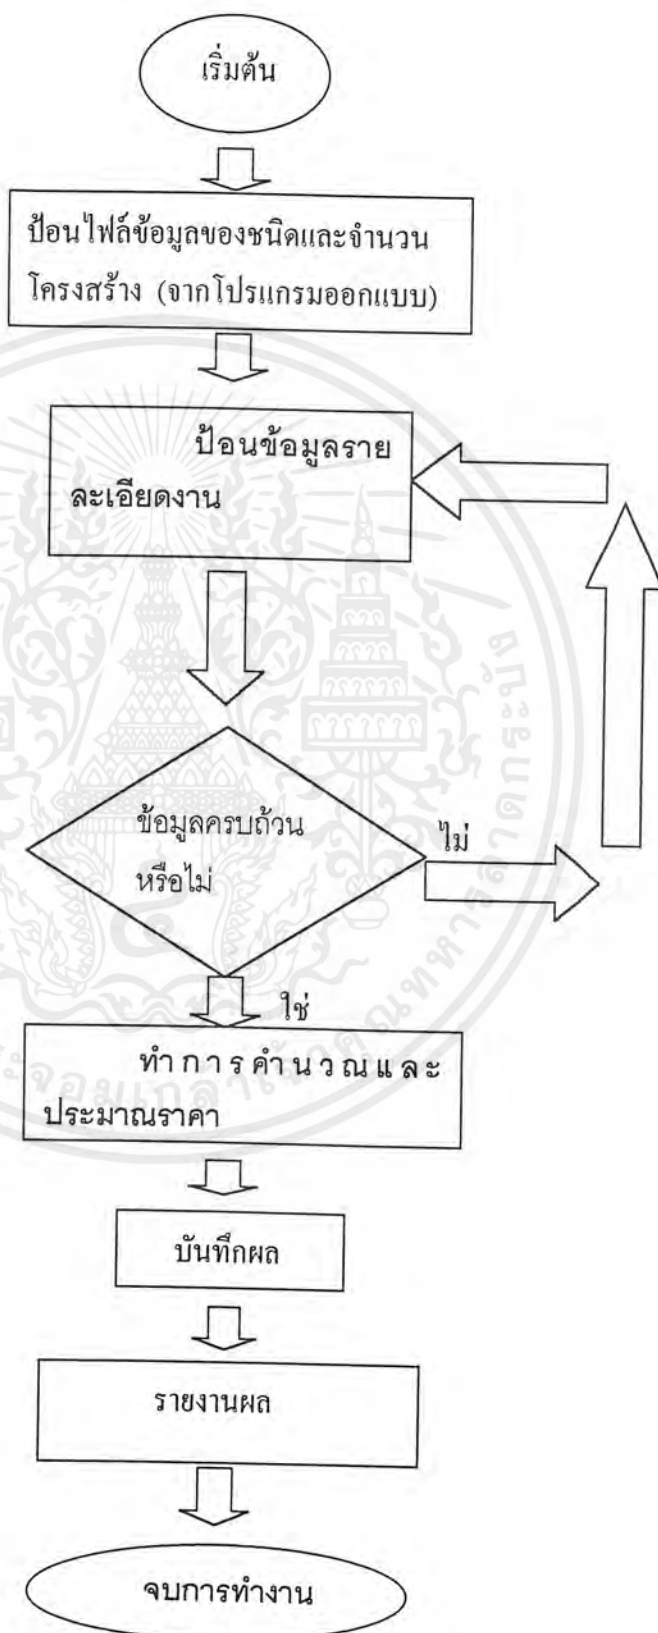 เริ่มต้น
ป้อนไฟล์ข้อมูลของชนิดและจำนวน
โครงสร้าง (จากโปรแกรมออกแบบ)
ป้อนข้อมูลราย
ละเอียดงาน
ข้อมูลครบถ้วน
หรือไม่
ไม่
ใช่
ทำการคำนวณและ
ประมาณราคา
บันทึกผล
รายงานผล
จบการทำงาน